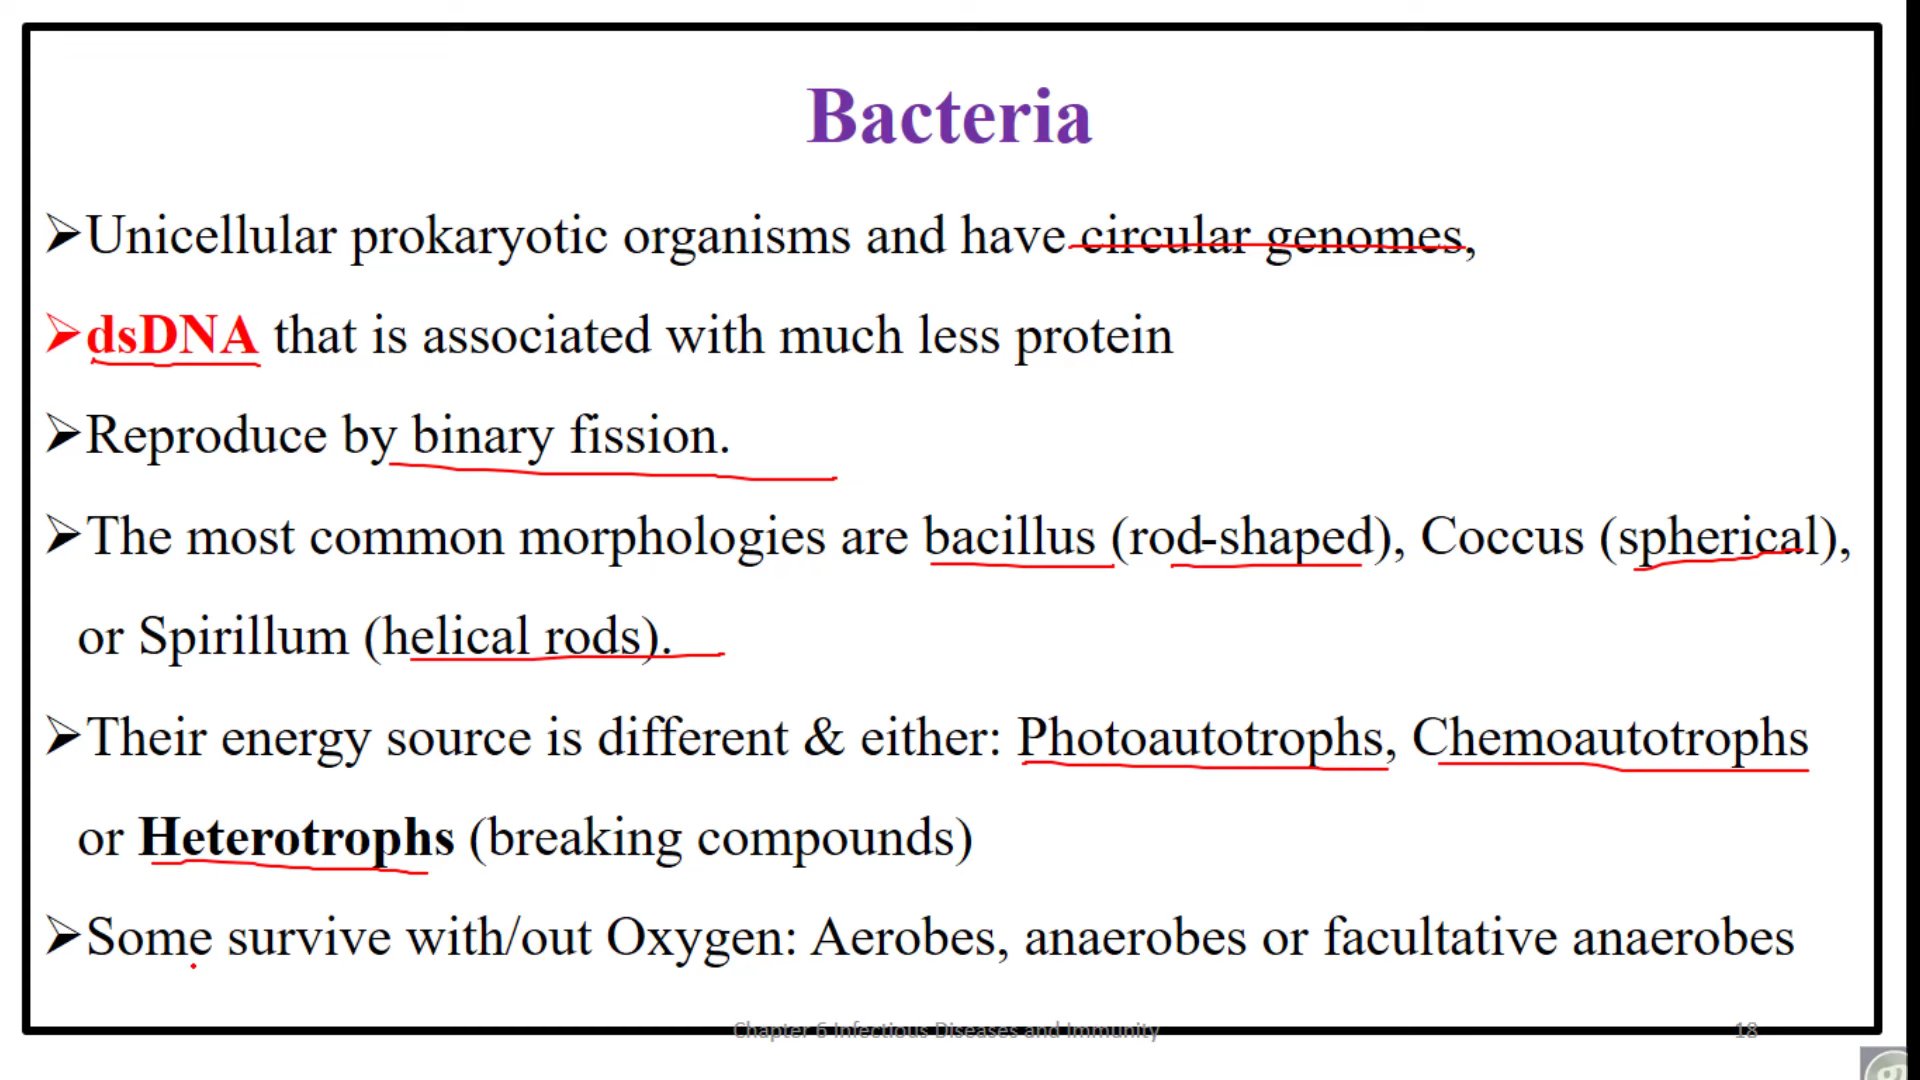 Bacteria
➢Unicellular prokaryotic organisms and have circular genomes,
➢dsDNA that is associated with much less protein
➢Reproduce by binary fission.
➢The most common morphologies are bacillus (rod-shaped), Coccus (spherical),
or Spirillum (helical rods).
➢Their energy source is different & either: Photoautotrophs, Chemoautotrophs
or Heterotrophs (breaking compounds)
➢Some survive with/out Oxygen: Aerobes, anaerobes or facultative anaerobes
Chapter 6 Infectious Diseases and Immunity
18